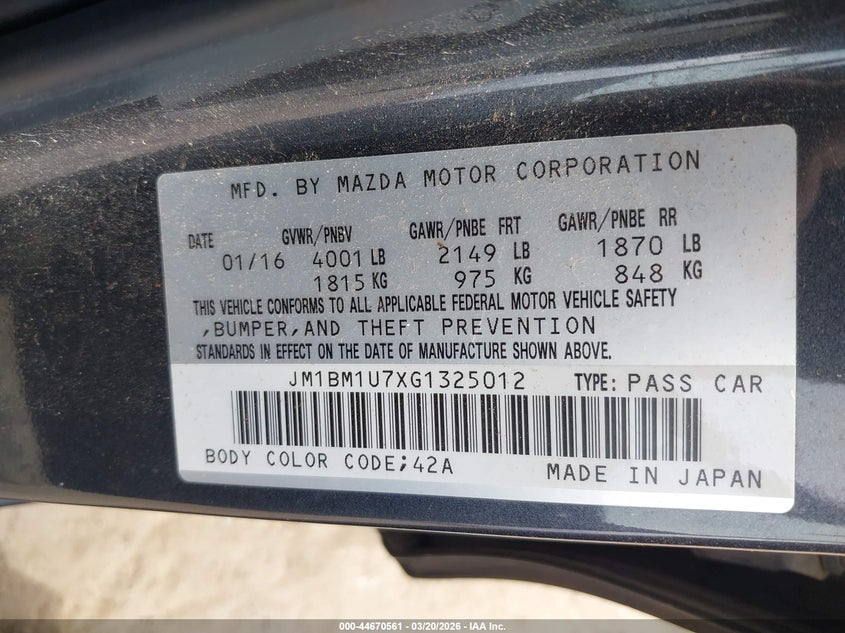 MFD. BY MAZDA MOTOR CORPORATION
DATE GVWR/PNBV GAWR/PNBE FRT GAWR/PNBE RR
01/16 4001 LB 2149 LB 1870 LB
1815 KG 975 KG 848 KG
THIS VEHICLE CONFORMS TO ALL APPLICABLE FEDERAL MOTOR VEHICLE SAFETY
,BUMPER,AND THEFT PREVENTION
STANDARDS IN EFFECT ON THE DATE OF MANUFACTURE SHOWN ABOVE.
JM1BM1U7XG1325012 TYPE: PASS CAR
BODY COLOR CODE;42A
MADE IN JAPAN
000-44670561 | 03/20/2026 - IAA Inc.